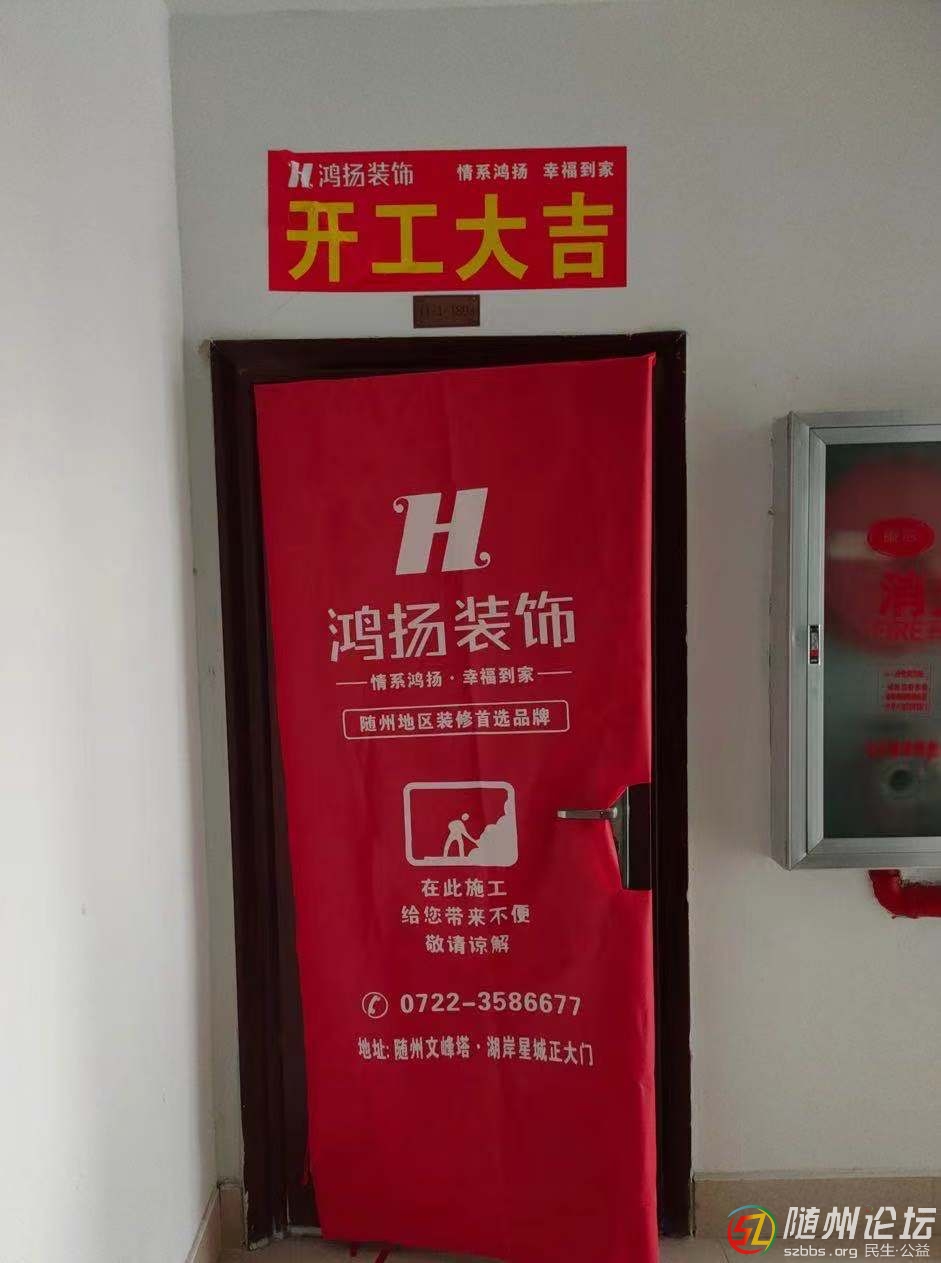 鸿扬装饰 情系鸿扬 幸福到家
开工大吉
H
鸿扬装饰
情系鸿扬·幸福到家
随州地区装修首选品牌
在此施工
给您带来不便
敬请谅解
0722-3586677
地址:随州文峰塔·湖岸星城正大门
消
随州论坛
szbbs.org 民生·公益